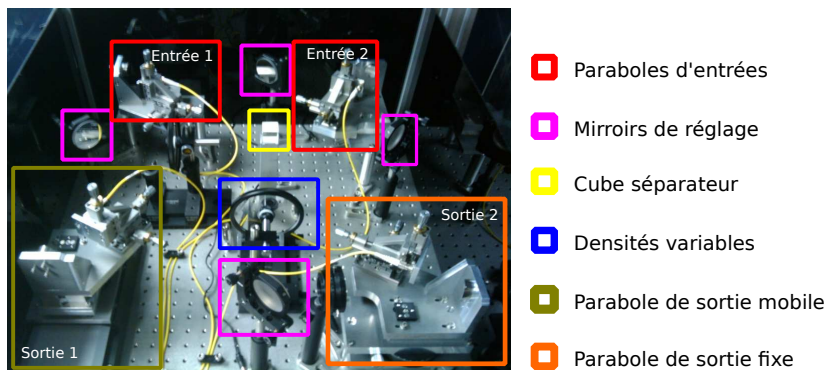 Entrée 1
Entrée 2
Sortie 2
Sortie 1
Paraboles d'entrées
Mirroirs de réglage
Cube séparateur
Densités variables
Parabole de sortie mobile
Parabole de sortie fixe